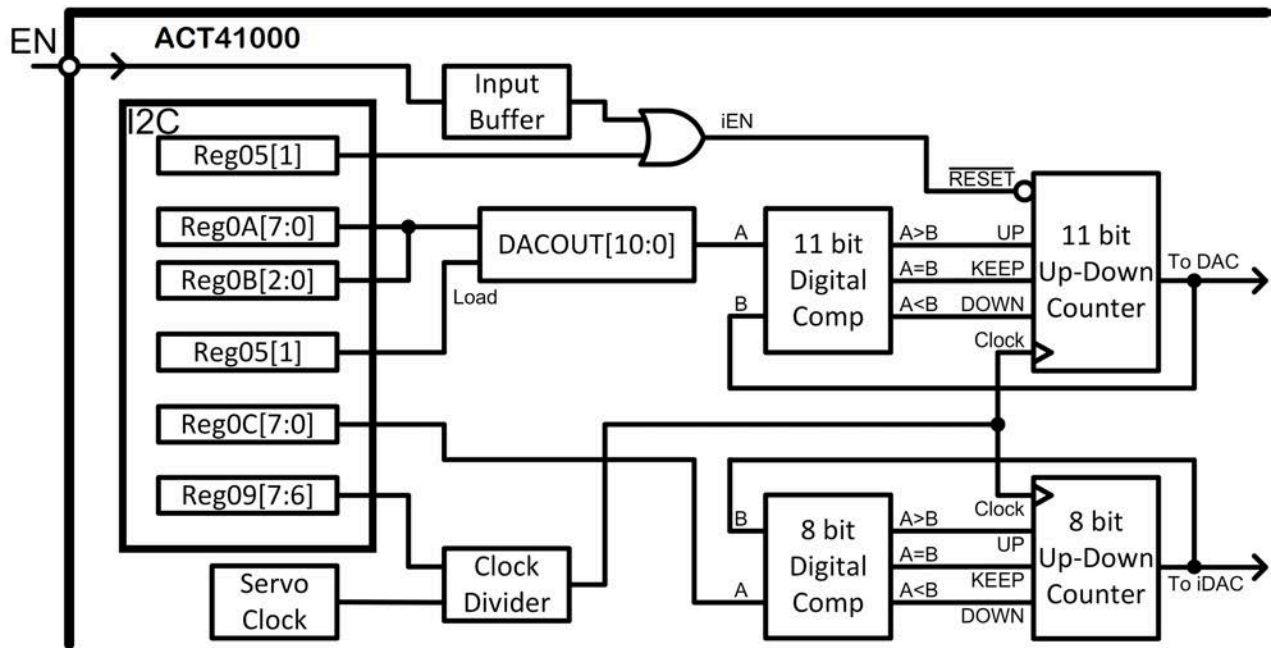 EN
ACT41000
I2C
Input
Buffer
iEN
Reg05[1]
RESET
Reg0A[7:0]
Reg0B[2:0]
DACOUT[10:0]
Load
A
B
11 bit
Digital
Comp
A>B
A=B
A<B
UP
KEEP
DOWN
Clock
11 bit
Up-Down
Counter
To DAC
Reg05[1]
Reg0C[7:0]
Reg09[7:6]
Servo
Clock
Clock
Divider
B
A
8 bit
Digital
Comp
A>B
A=B
A<B
Clock
UP
KEEP
DOWN
8 bit
Up-Down
Counter
To iDAC